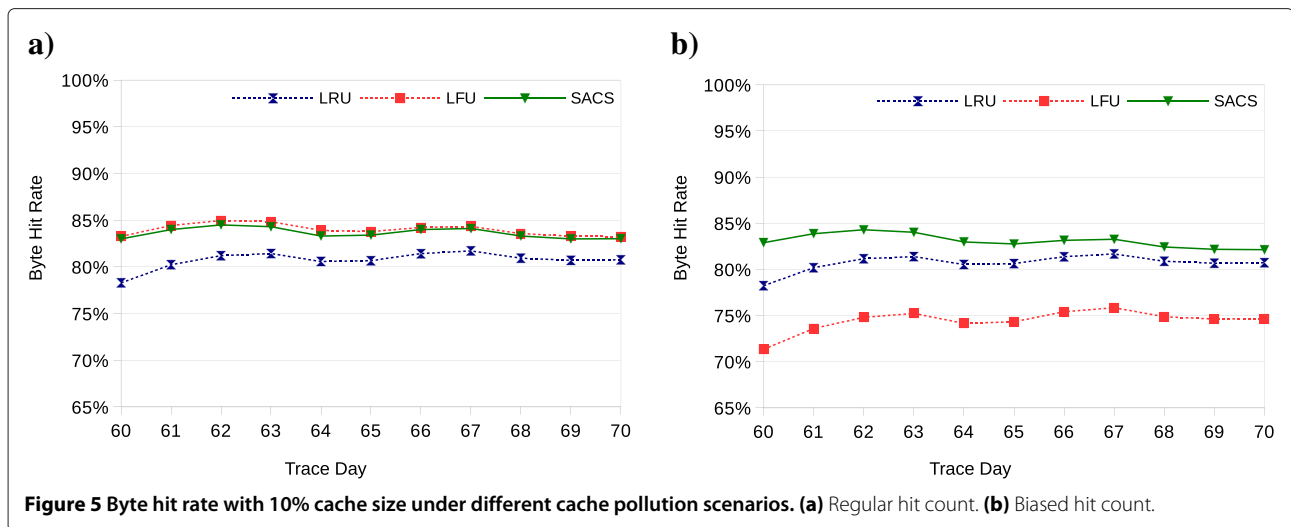 a)
100%
95%
90%
85%
80%
75%
70%
65%
Byte Hit Rate
LRU LFU SACS
60 61 62 63 64 65 66 67 68 69 70
Trace Day
b)
100%
95%
90%
85%
80%
75%
70%
65%
Byte Hit Rate
LRU LFU SACS
60 61 62 63 64 65 66 67 68 69 70
Trace Day
Figure 5 Byte hit rate with 10% cache size under different cache pollution scenarios. (a) Regular hit count. (b) Biased hit count.